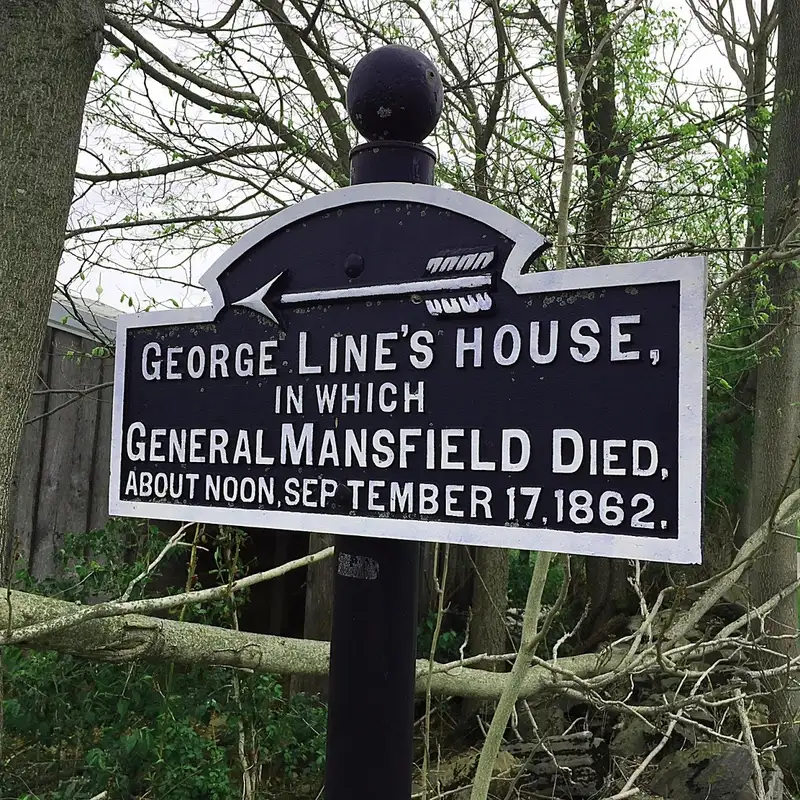 GEORGE LINE'S HOUSE,
IN WHICH
GENERAL MANSFIELD DIED,
ABOUT NOON, SEPTEMBER 17, 1862.